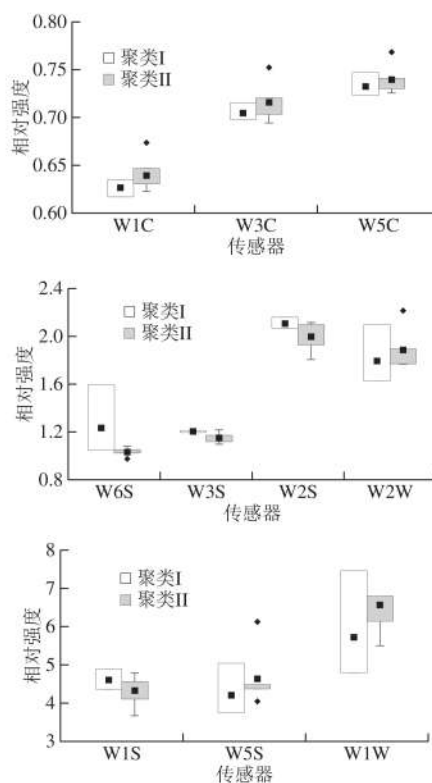 0.80
聚类I
聚类II
0.75
0.70
0.65
0.60
相对强度
W1C W3C W5C
传感器
2.4
聚类I
聚类II
2.0
1.6
1.2
0.8
相对强度
W6S W3S W2S W2W
传感器
8
聚类I
7
聚类II
6
5
4
3
相对强度
W1S W5S W1W
传感器